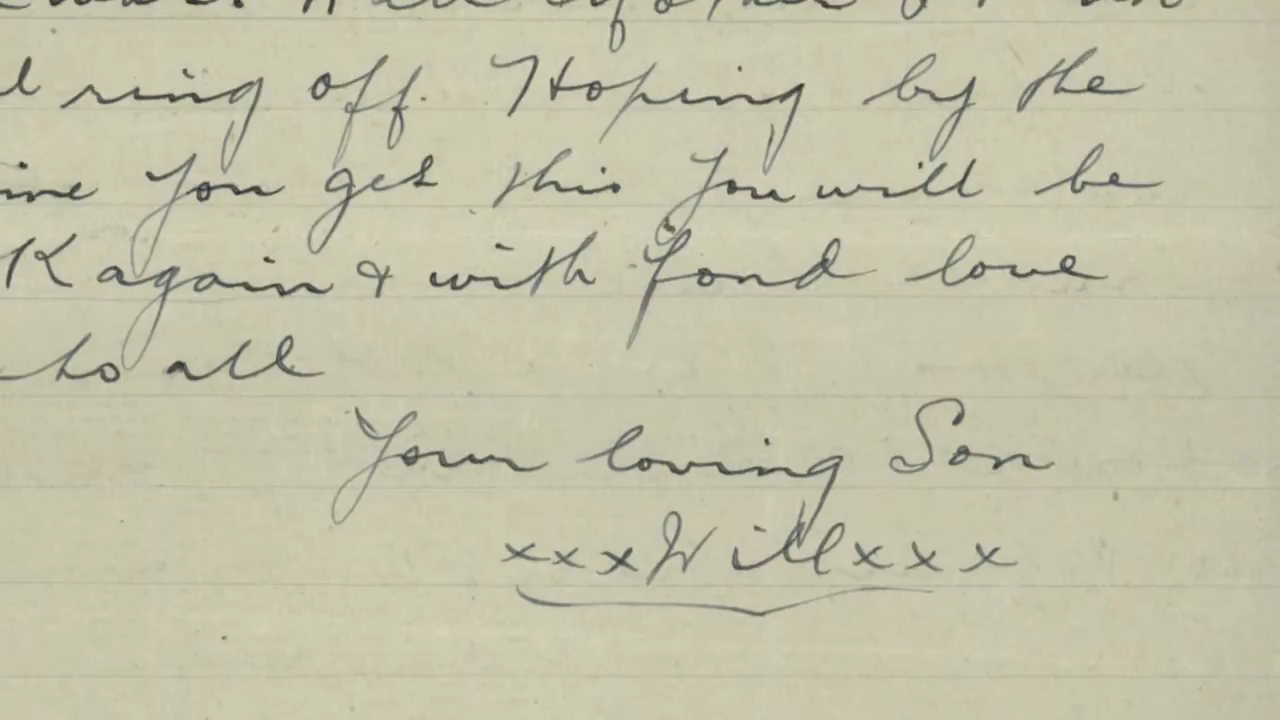 ring off. Hoping by the
you get this you will be
K again & with fond love
to all
Your loving Son
xxxWillxxx